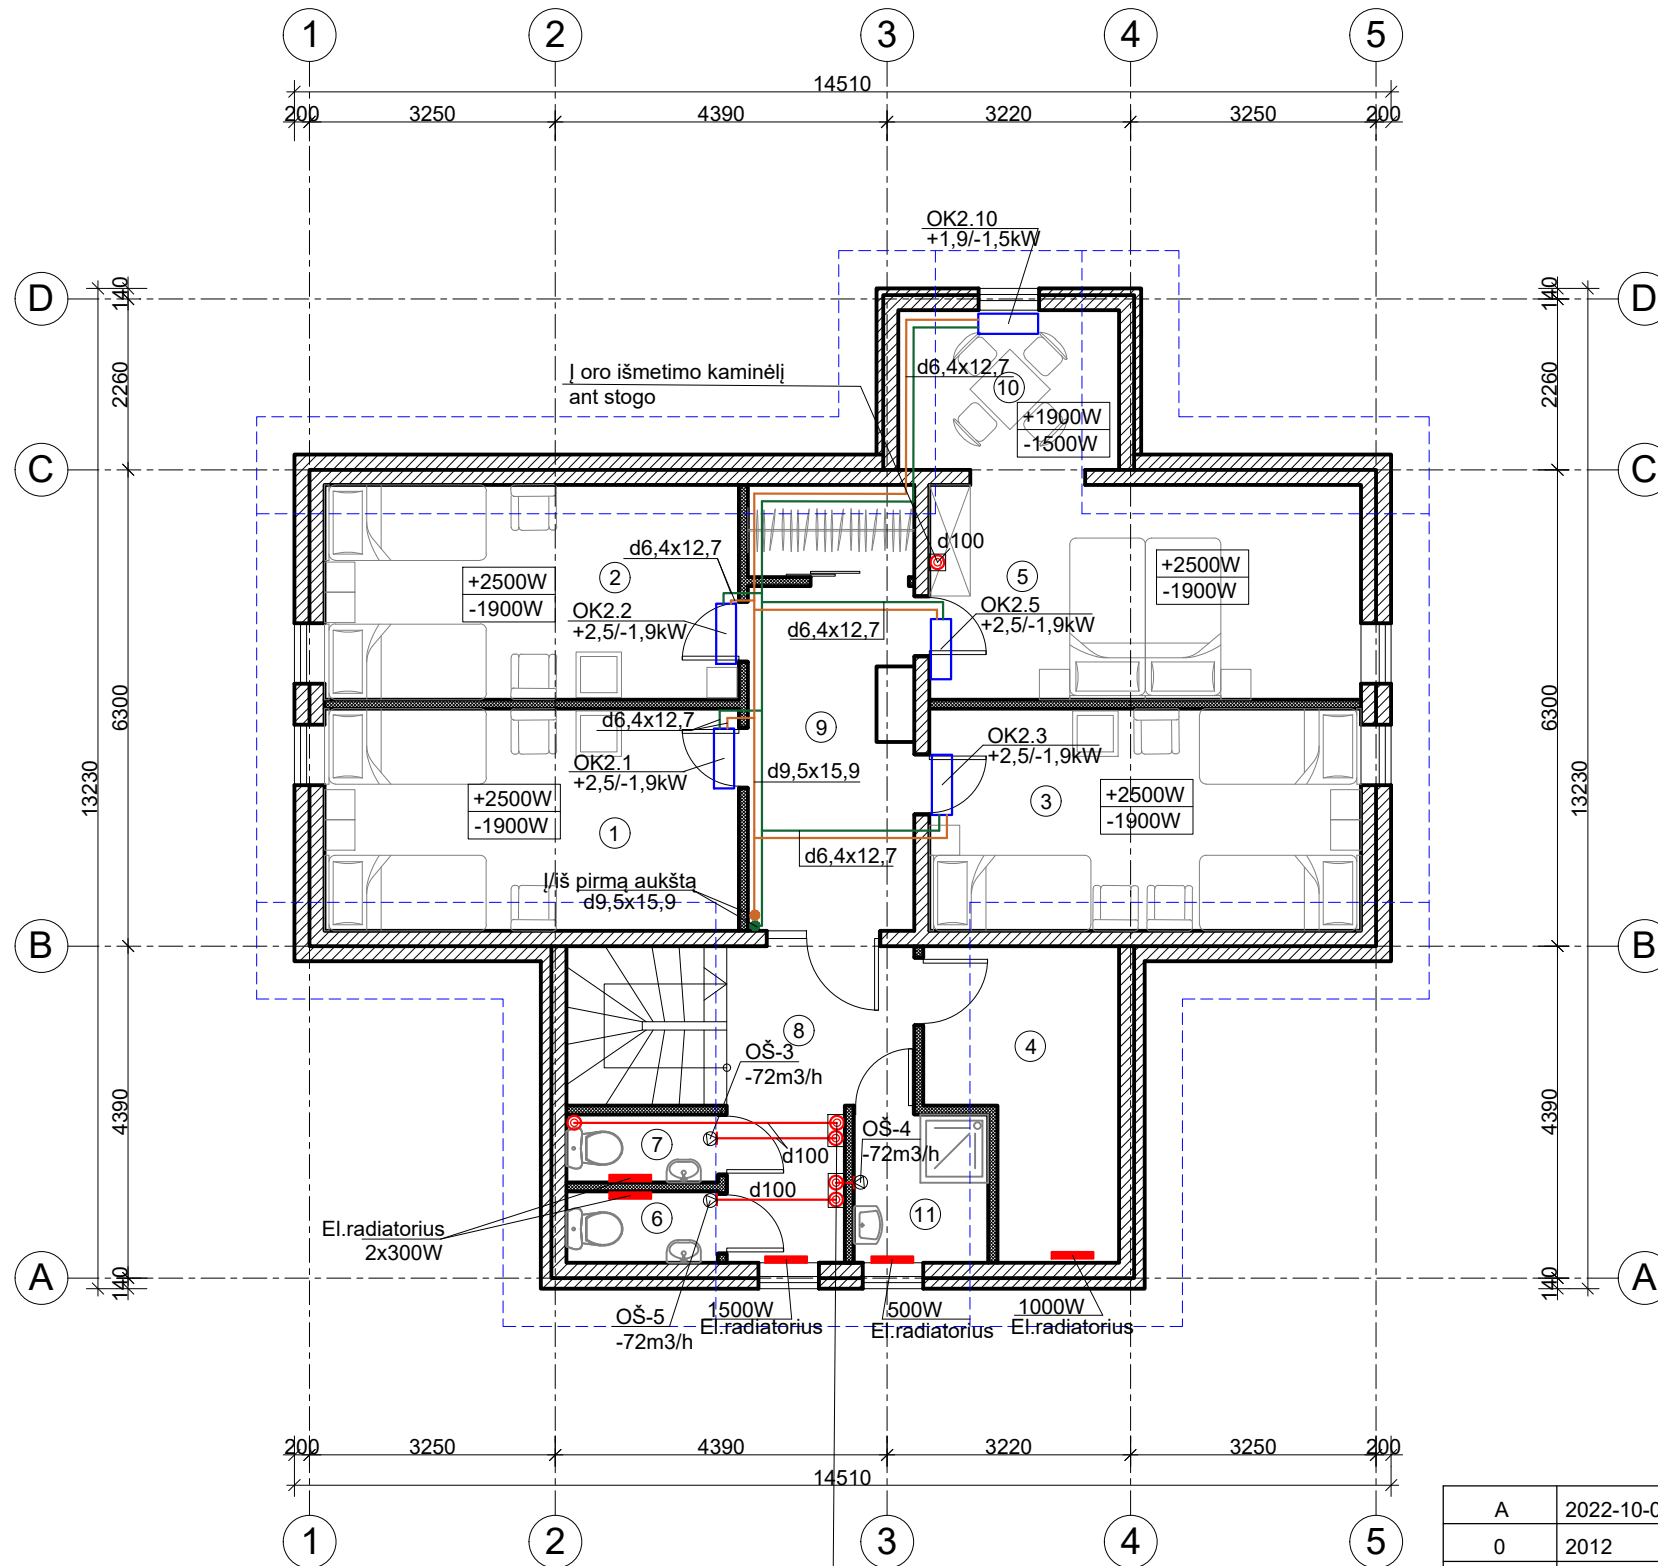 1 2 3 4 5
14510
200 3250 4390 3220 3250 200
OK2.10
+1,9/-1,5kW
D 140 140 D
Į oro išmetimo kaminėlį
ant stogo
d6,4x12,7
10
2260 2260
+1900W
-1500W
C C
d6,4x12,7
d100
2
5
+2500W
-1900W
+2500W
-1900W
OK2.2
+2,5/-1,9kW
OK2.5
+2,5/-1,9kW
d6,4x12,7
6300 6300
d6,4x12,7
9
OK2.3
+2,5/-1,9kW
OK2.1
+2,5/-1,9kW
d9,5x15,9
13230 13230
+2500W
-1900W
3
+2500W
-1900W
1
d6,4x12,7
Į/iš pirmą aukštą
d9,5x15,9
B B
8
4
OŠ-3
-72m3/h
4390 4390
7
OŠ-4
-72m3/h
d100
d100
6
11
El.radiatorius
2x300W
A 140 140 A
OŠ-5
-72m3/h
1500W
El.radiatorius
500W
El.radiatorius
1000W
El.radiatorius
200 3250 4390 3220 3250 200
14510
A 2022-10-0
0 2012
1 2 3 4 5